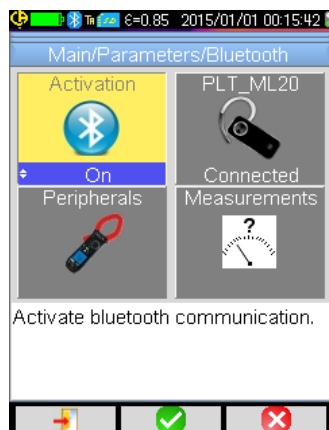 ε=0.85 2015/01/01 00:15:42
Main/Parameters/Bluetooth
Activation PLT_ML20
On Connected
Peripherals Measurements
?
Activate bluetooth communication.